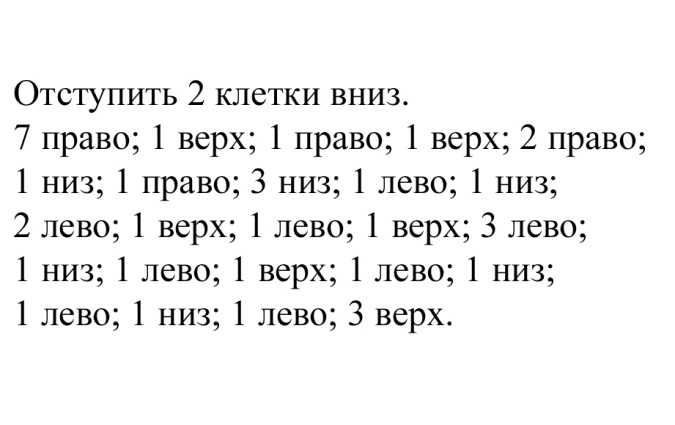 Отступить 2 клетки вниз.
7 право; 1 верх; 1 право; 1 верх; 2 право;
1 низ; 1 право; 3 низ; 1 лево; 1 низ;
2 лево; 1 верх; 1 лево; 1 верх; 3 лево;
1 низ; 1 лево; 1 верх; 1 лево; 1 низ;
1 лево; 1 низ; 1 лево; 3 верх.